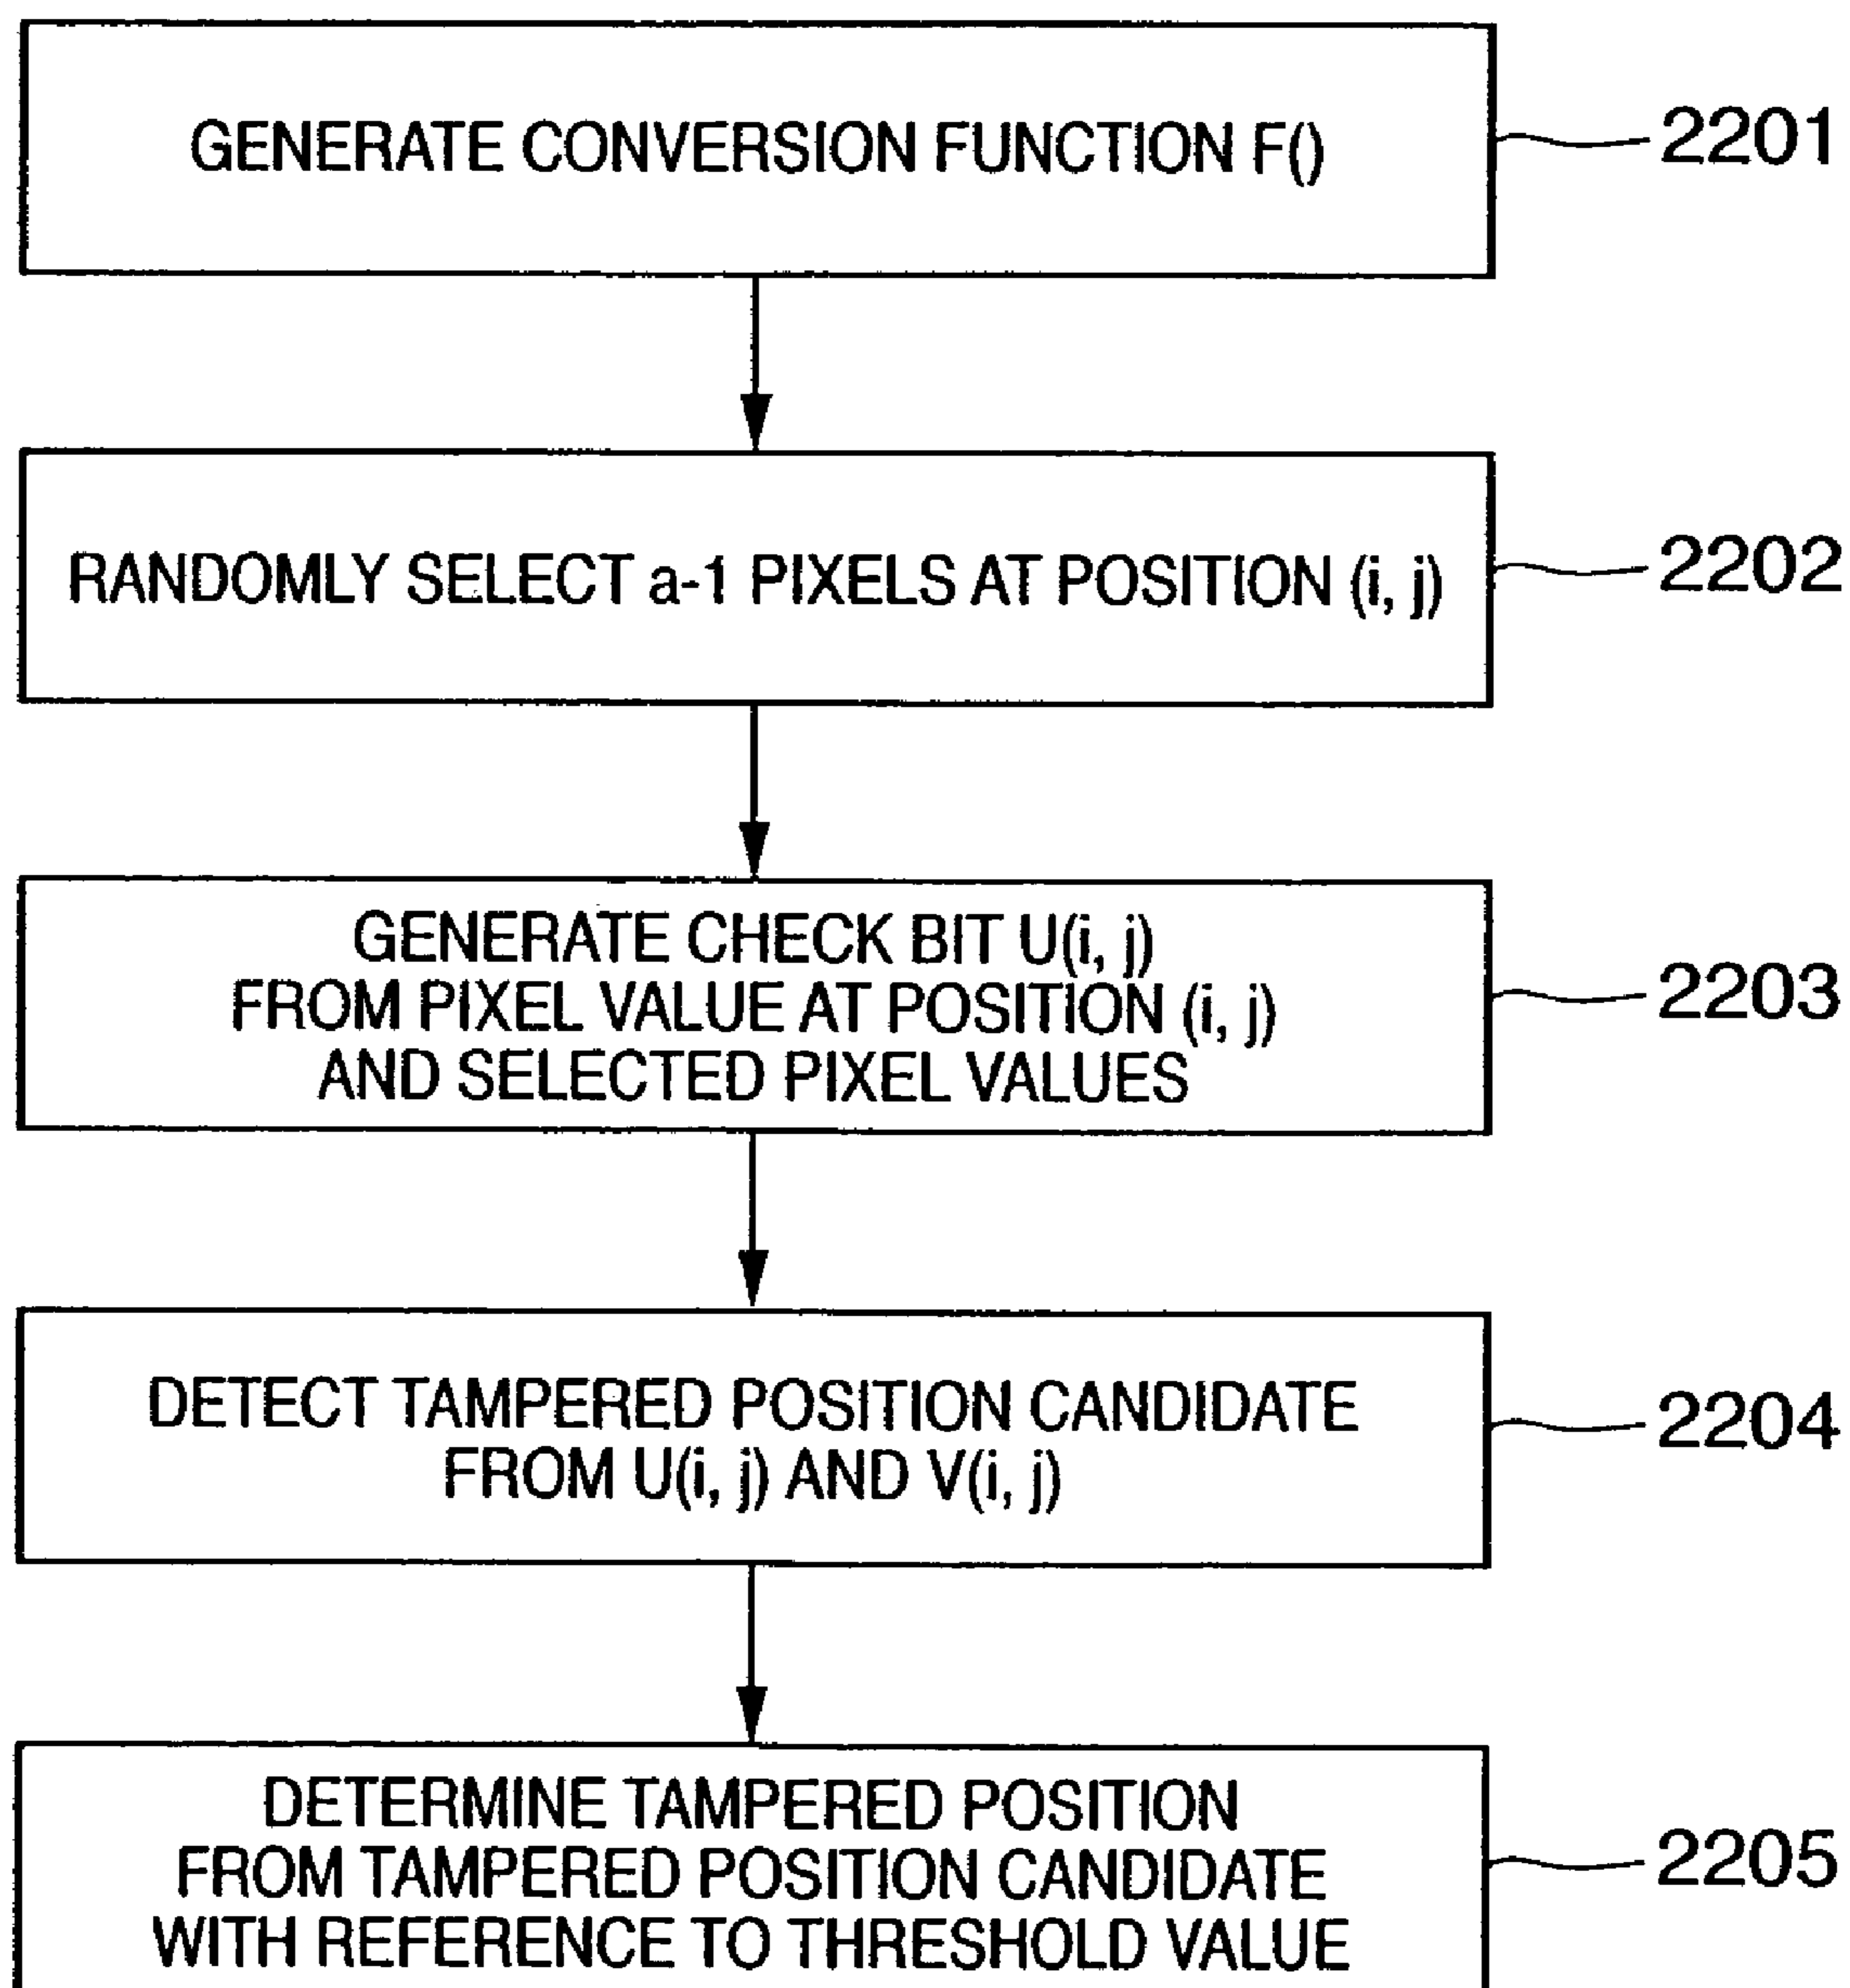 GENERATE CONVERSION FUNCTION F()
2201
RANDOMLY SELECT a-1 PIXELS AT POSITION (i, j)
2202
GENERATE CHECK BIT U(i, j)
FROM PIXEL VALUE AT POSITION (i, j)
AND SELECTED PIXEL VALUES
2203
DETECT TAMPERED POSITION CANDIDATE
FROM U(i, j) AND V(i, j)
2204
DETERMINE TAMPERED POSITION
FROM TAMPERED POSITION CANDIDATE
WITH REFERENCE TO THRESHOLD VALUE
2205